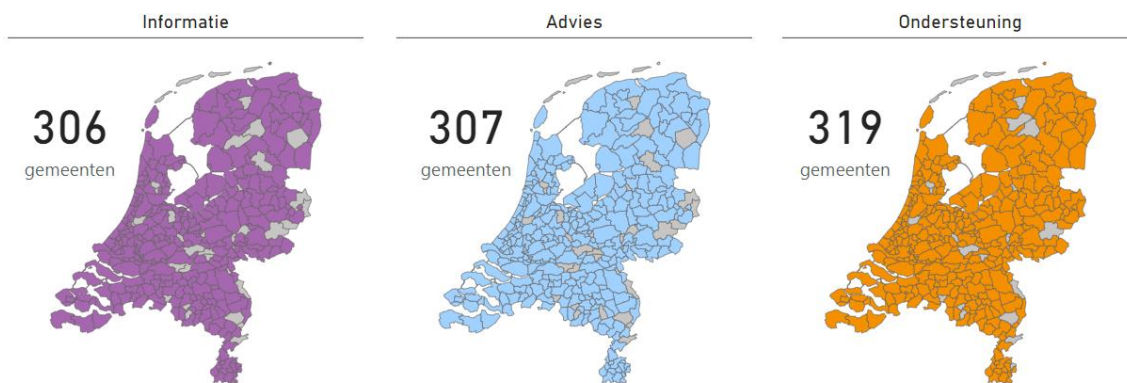 Informatie
306
gemeenten
Advies
307
gemeenten
Ondersteuning
319
gemeenten